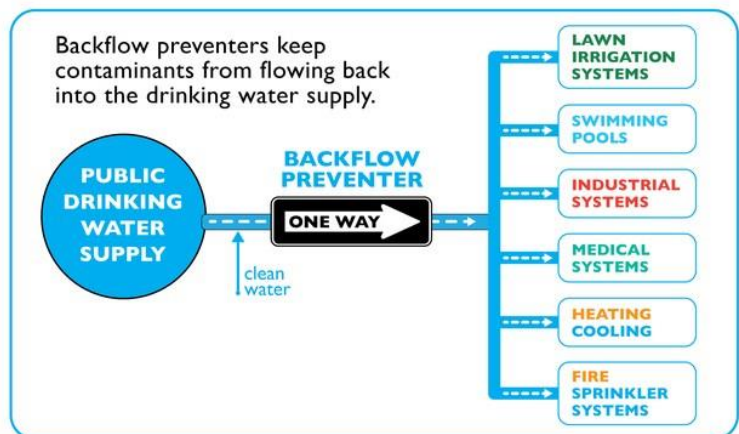 Backflow preventers keep
contaminants from flowing back
into the drinking water supply.
PUBLIC
DRINKING
WATER
SUPPLY
clean
water
BACKFLOW
PREVENTER
ONE WAY
LAWN
IRRIGATION
SYSTEMS
SWIMMING
POOLS
INDUSTRIAL
SYSTEMS
MEDICAL
SYSTEMS
HEATING
COOLING
FIRE
SPRINKLER
SYSTEMS